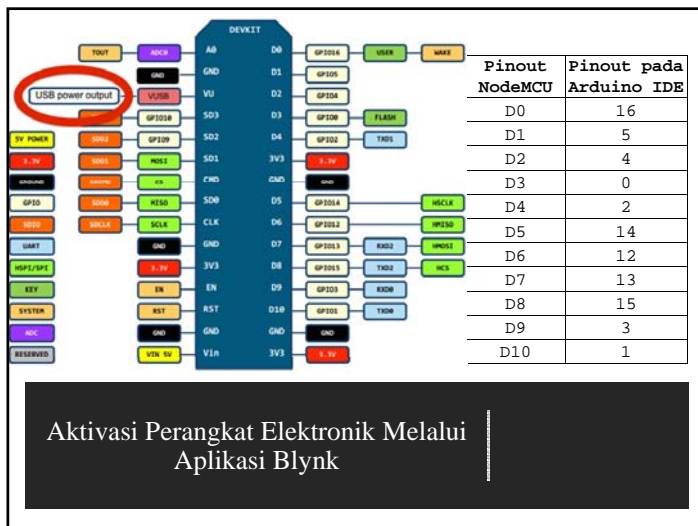 DEVKIT
TOUT ADC0 A0 D0 GPIO16 USER WAKE
GND GND D1 GPIO5
USB power output VUSB VU D2 GPIO4
GPIO10 SD3 D3 GPIO0 FLASH
5V POWER SDD2 GPIO9 SD2 D4 GPIO2 TXD1
3.3V SDD1 MOSI SD1 3V3 3.3V
GROUND SDCMD CS CMD GND GND
GPIO SDD0 MISO SD0 D5 GPIO14 HSCLK
SDIO SDCLK SCLK CLK D6 GPIO12 HMISO
UART GND GND D7 GPIO13 RXD2 HMOSI
HSPI/SPI 3.3V 3V3 D8 GPIO15 TXD2 HCS
KEY EN EN D9 GPIO3 RXD0
SYSTEM RST RST D10 GPIO1 TXD0
ADC GND GND GND GND
RESERVED VIN 5V Vin 3V3 3.3V
Pinout NodeMCU Pinout pada Arduino IDE
D0 16
D1 5
D2 4
D3 0
D4 2
D5 14
D6 12
D7 13
D8 15
D9 3
D10 1
Aktivasi Perangkat Elektronik Melalui
Aplikasi Blynk